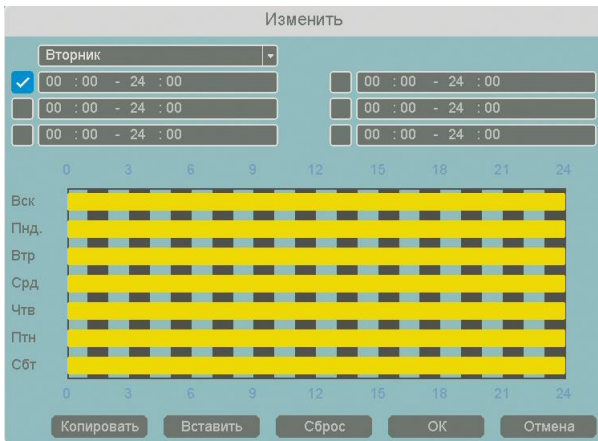 Изменить
Вторник
00 : 00 - 24 : 00 00 : 00 - 24 : 00
00 : 00 - 24 : 00 00 : 00 - 24 : 00
00 : 00 - 24 : 00 00 : 00 - 24 : 00
0 3 6 9 12 15 18 21 24
Вск
Пнд.
Втр
Срд
Чтв
Птн
Сбт
0 3 6 9 12 15 18 21 24
Копировать Вставить Сброс OK Отмена